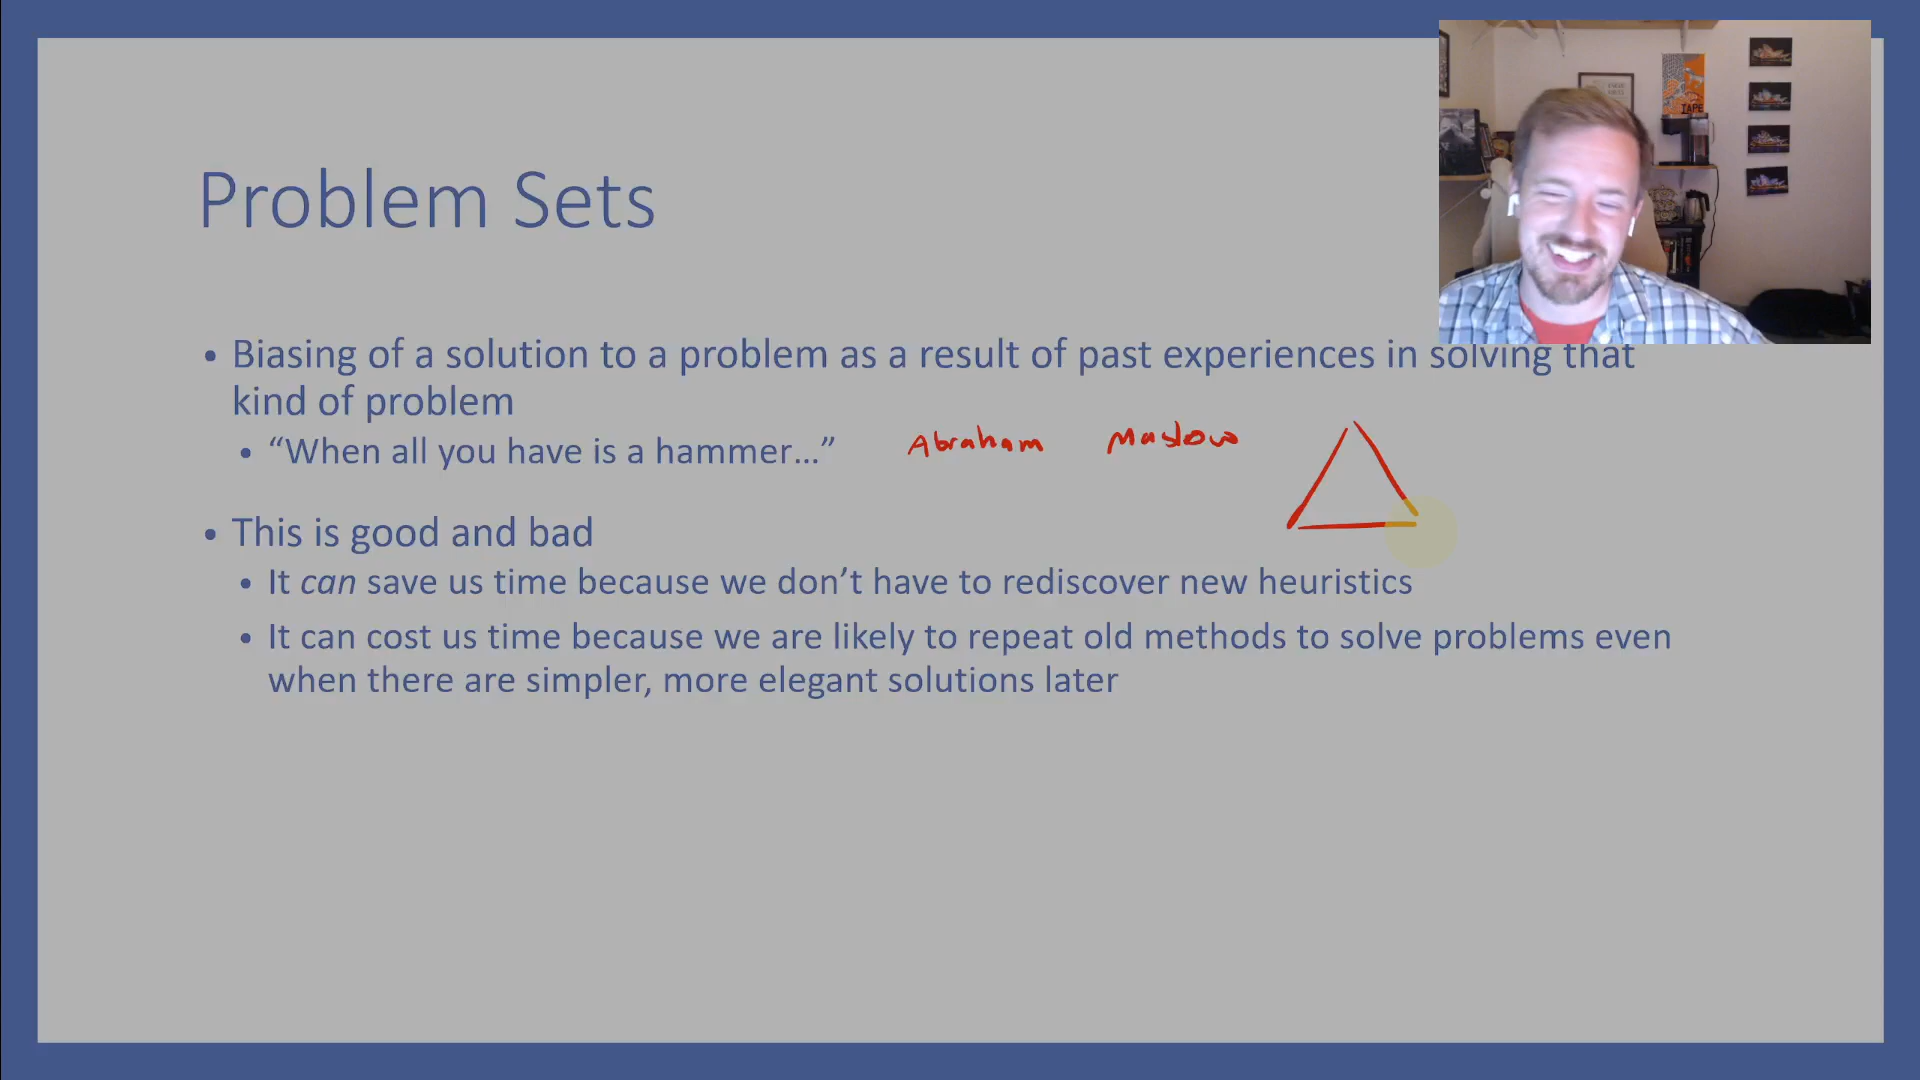 Problem Sets
• Biasing of a solution to a problem as a result of past experiences in solving that
kind of problem
• “When all you have is a hammer…”
Abraham Maslow
• This is good and bad
• It can save us time because we don’t have to rediscover new heuristics
• It can cost us time because we are likely to repeat old methods to solve problems even
when there are simpler, more elegant solutions later
TAPE